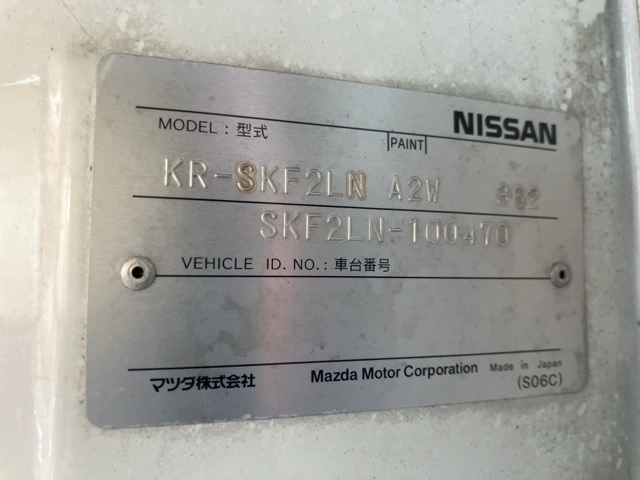 NISSAN
MODEL : 型式 PAINT
KR-SKF2LN A2W 862
SKF2LN-100470
VEHICLE ID. NO. : 車台番号
マツダ株式会社 Mazda Motor Corporation Made in Japan
(S06C)